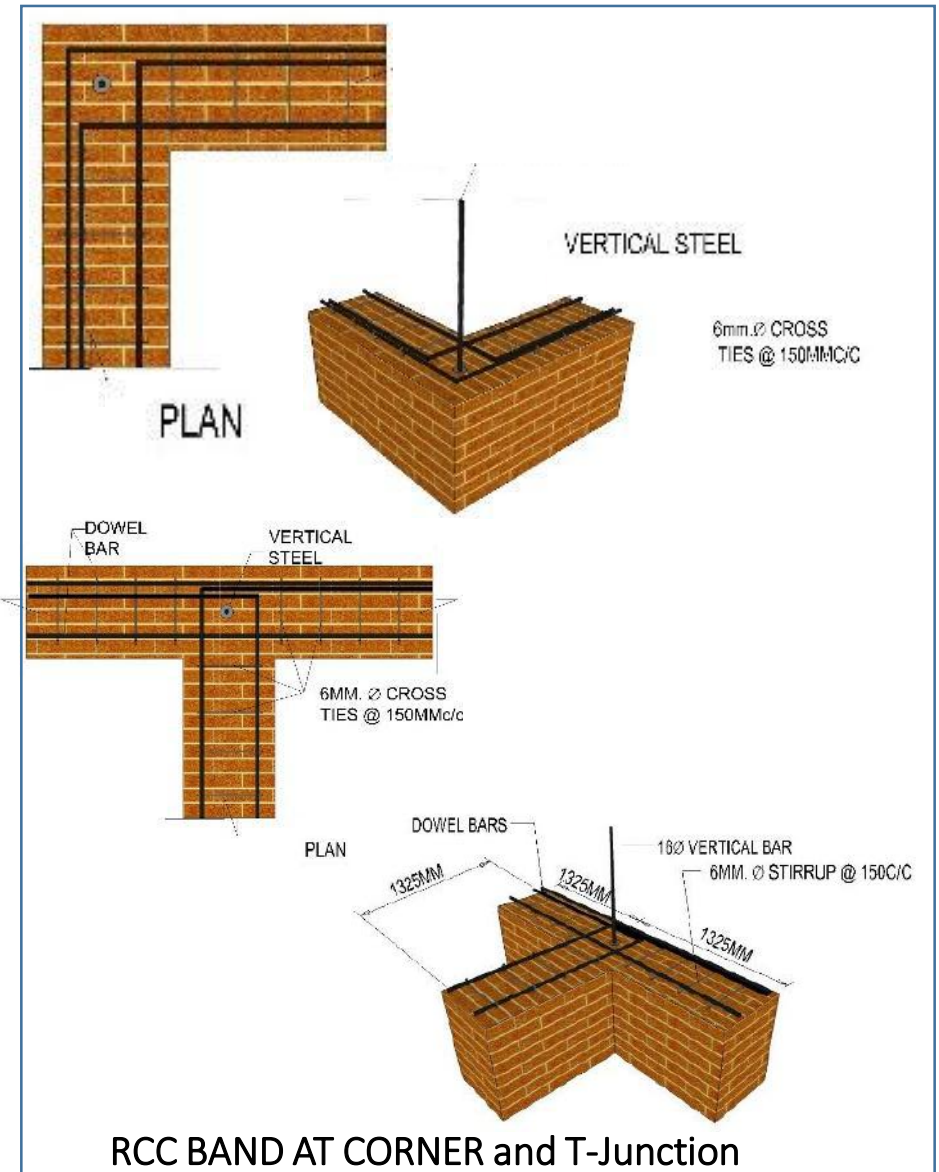 VERTICAL STEEL
6mm.Ø CROSS
TIES @ 150MMC/C
PLAN
DOWEL
BAR
VERTICAL
STEEL
6MM. Ø CROSS
TIES @ 150MMc/c
PLAN
DOWEL BARS
16Ø VERTICAL BAR
6MM. Ø STIRRUP @ 150C/C
1325MM
1325MM
1325MM
RCC BAND AT CORNER and T-Junction